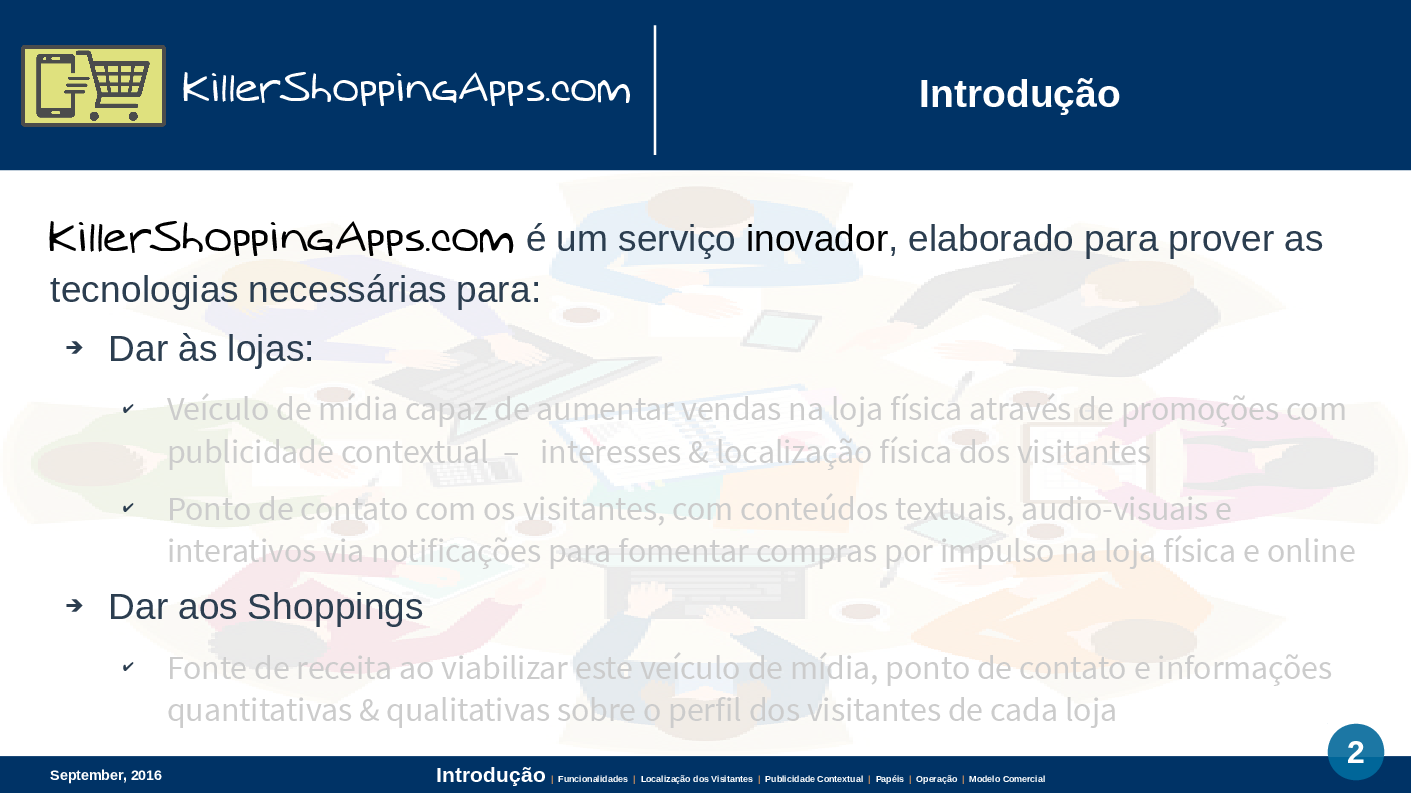 KillerShoppingApps.com
Introdução
KillerShoppingApps.com é um serviço inovador, elaborado para prover as
tecnologias necessárias para:
➔ Dar às lojas:
✔ Veículo de mídia capaz de aumentar vendas na loja física através de promoções com
publicidade contextual – interesses & localização física dos visitantes
✔ Ponto de contato com os visitantes, com conteúdos textuais, audio-visuais e
interativos via notificações para fomentar compras por impulso na loja física e online
➔ Dar aos Shoppings
✔ Fonte de receita ao viabilizar este veículo de mídia, ponto de contato e informações
quantitativas & qualitativas sobre o perfil dos visitantes de cada loja
September, 2016
Introdução | Funcionalidades | Localização dos Visitantes | Publicidade Contextual | Papéis | Operação | Modelo Comercial
2